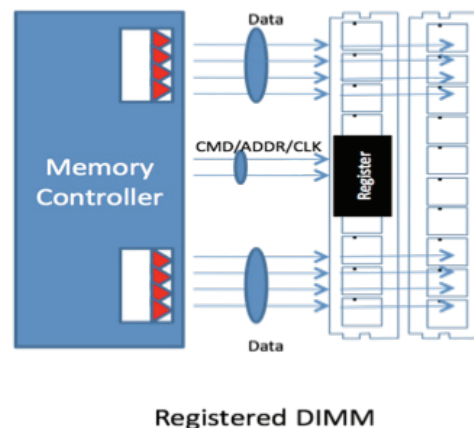 Data
CMD/ADDR/CLK
Memory
Controller
Register
Data
Registered DIMM